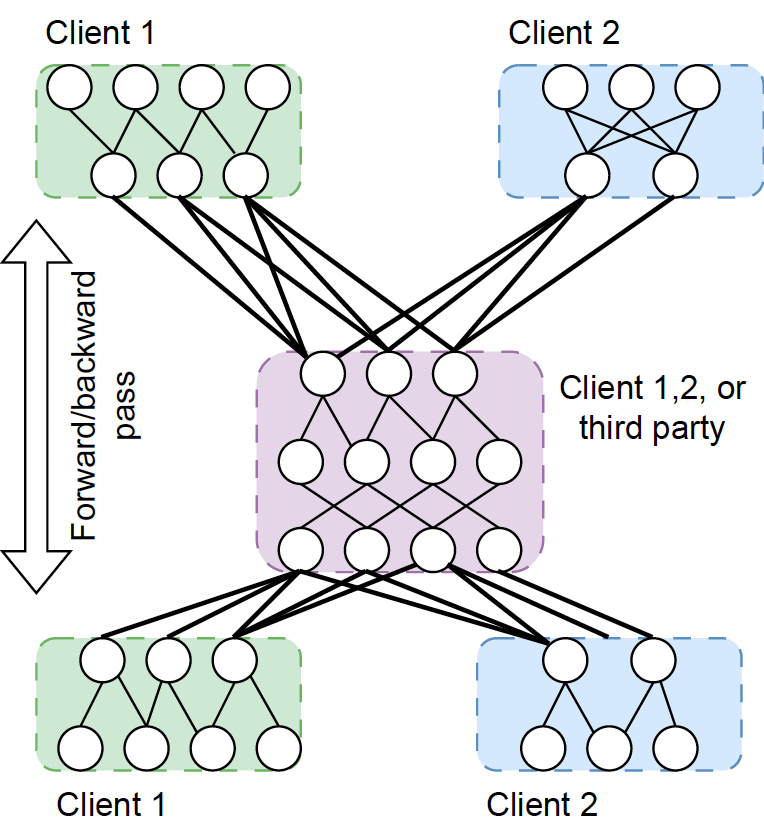 Client 1
Client 2
Forward/backward
pass
Client 1,2, or
third party
Client 1
Client 2